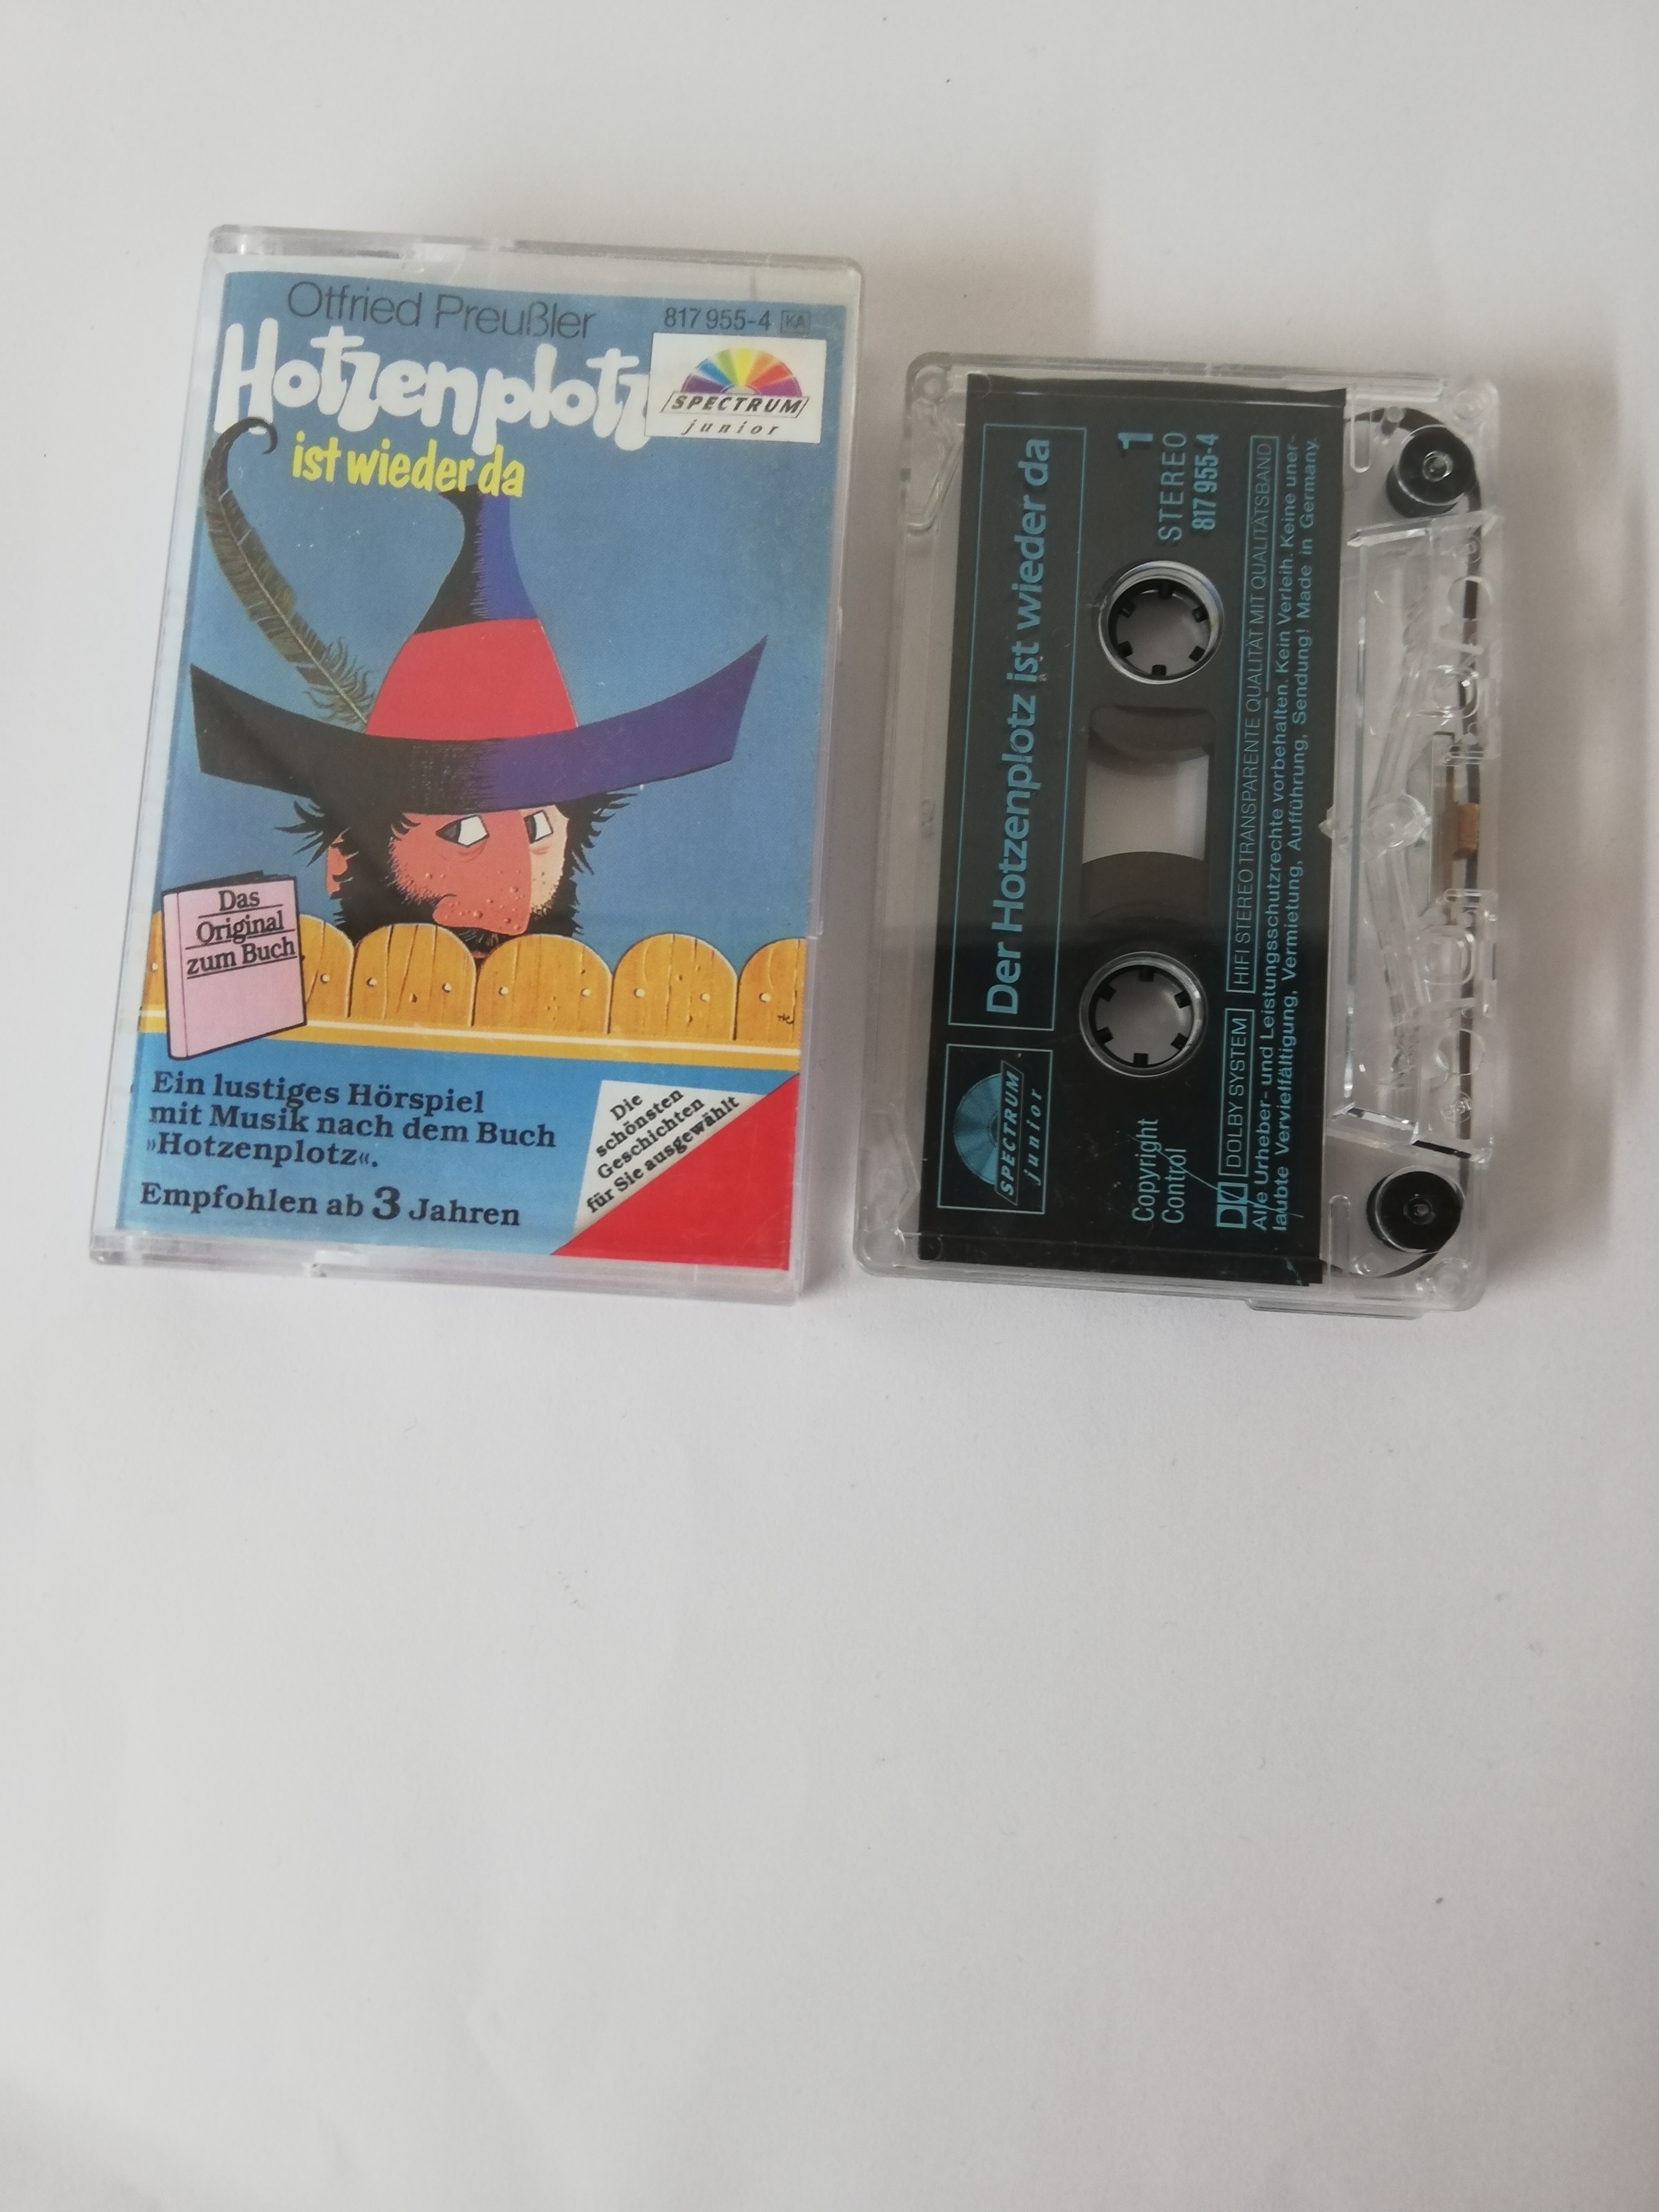 Otfried Preußler
817 955-4 KA
Hotzenplotz
SPECTRUM
junior
ist wieder da
Das
Original
zum Buch
Ein lustiges Hörspiel
mit Musik nach dem Buch
»Hotzenplotz«.
Empfohlen ab 3 Jahren
Die
schönsten
Geschichten
für Sie ausgewählt
SPECTRUM
junior
Der Hotzenplotz ist wieder da
Copyright
Control
1
STEREO
817 955-4
DOLBY SYSTEM HIFI STEREO TRANSPARENTE QUALITÄT MIT QUALITÄTSBAND
Alle Urheber- und Leistungsschutzrechte vorbehalten. Kein Verleih. Keine uner-
laubte Vervielfältigung, Vermietung, Aufführung, Sendung! Made in Germany.